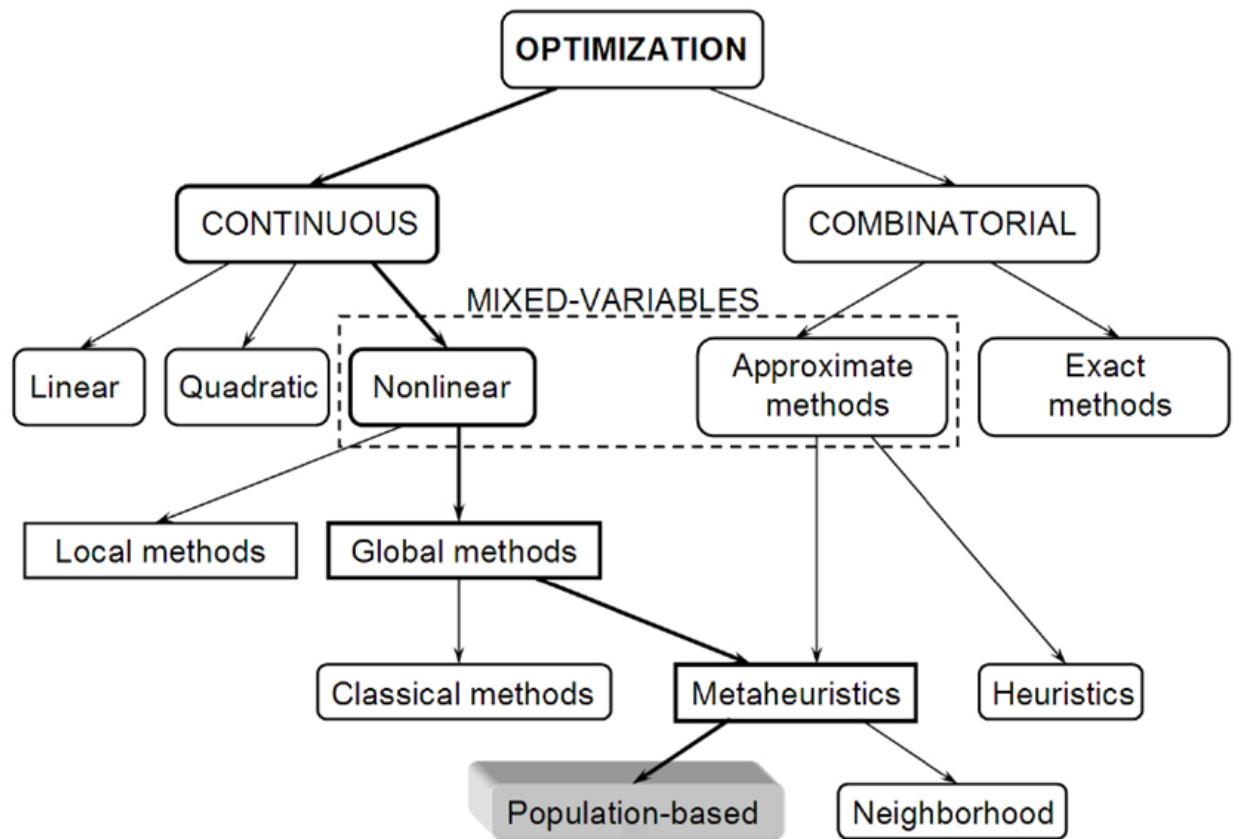 OPTIMIZATION
CONTINUOUS
COMBINATORIAL
MIXED-VARIABLES
Linear
Quadratic
Nonlinear
Approximate
methods
Exact
methods
Local methods
Global methods
Classical methods
Metaheuristics
Heuristics
Population-based
Neighborhood